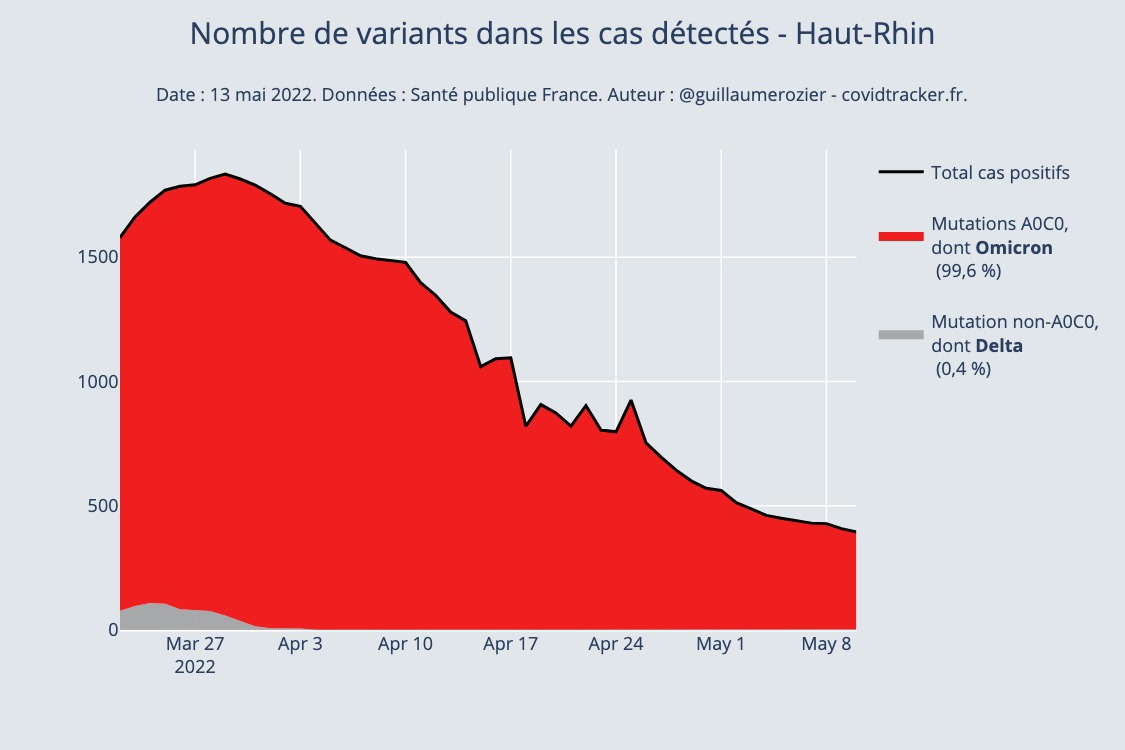 Nombre de variants dans les cas détectés - Haut-Rhin
Date : 13 mai 2022. Données : Santé publique France. Auteur : @guillaumerozier - covidtracker.fr.
Total cas positifs
Mutations A0C0,
dont Omicron
(99,6 %)
Mutation non-A0C0,
dont Delta
(0,4 %)
1500
1000
500
0
Mar 27
2022
Apr 3
Apr 10
Apr 17
Apr 24
May 1
May 8